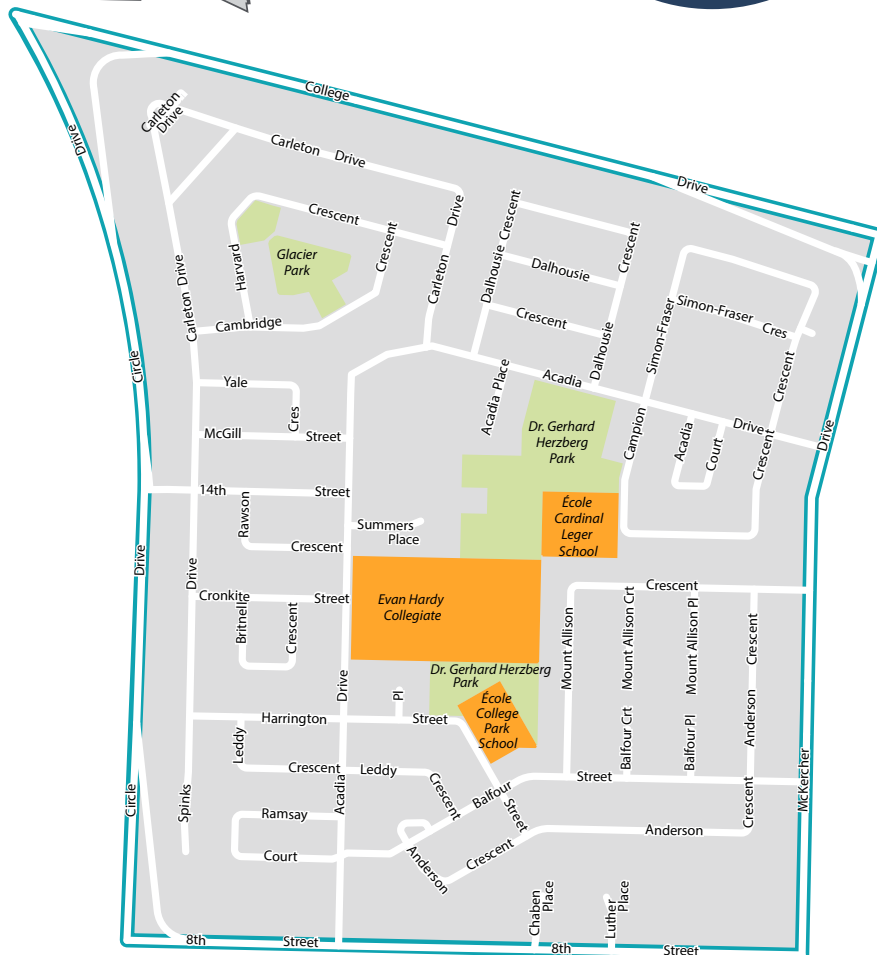 College
Drive
Drive
Carleton
Drive
Carleton Drive
Crescent
Drive
Dalhousie Crescent
Crescent
Harvard
Glacier
Park
Crescent
Carleton
Dalhousie
Carleton Drive
Cambridge
Crescent
Dalhousie
Simon-Fraser
Simon-Fraser
Cres
Crescent
Circle
Yale
Cres
McGill
Street
Acadia Place
Acadia
Dr. Gerhard
Herzberg
Park
Campion
Acadia
Court
Drive
Crescent
Drive
14th
Street
Rawson
Crescent
Summers
Place
École
Cardinal
Leger
School
Drive
Drive
Cronkite
Street
Britnell
Crescent
Evan Hardy
Collegiate
Crescent
Mount Allison
Mount Allison Crt
Mount Allison Pl
Crescent
Dr. Gerhard Herzberg
Park
Drive
Pl
École
College
Park
School
Harrington
Street
Leddy
Crescent
Leddy
Crescent
Balfour
Street
Street
Balfour Crt
Balfour Pl
Anderson
Crescent
McKercher
Circle
Spinks
Acadia
Ramsay
Court
Anderson
Crescent
Anderson
Chaben
Place
Luther
Place
8th
Street
8th
Street